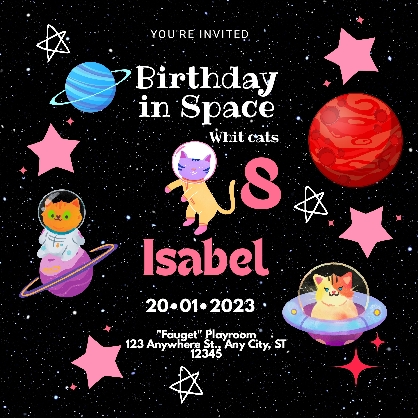 YOU'RE INVITED
Birthday
in Space
Whit cats
8
Isabel
20•01•2023
"Fauget" Playroom
123 Anywhere St., Any City, ST
12345